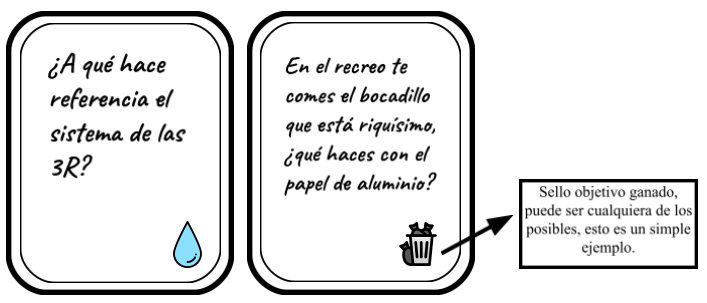 ¿A qué hace
referencia el
sistema de las
3R?
En el recreo te
comes el bocadillo
que está riquísimo,
¿qué haces con el
papel de aluminio?
Sello objetivo ganado,
puede ser cualquiera de los
posibles, esto es un simple
ejemplo.